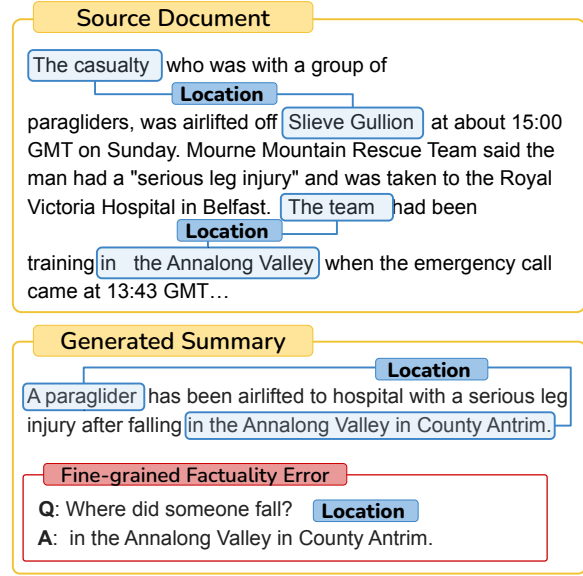 Source Document
The casualty who was with a group of
Location
paragliders, was airlifted off Slieve Gullion at about 15:00
GMT on Sunday. Mourne Mountain Rescue Team said the
man had a "serious leg injury" and was taken to the Royal
Victoria Hospital in Belfast. The team had been
Location
training in the Annalong Valley when the emergency call
came at 13:43 GMT…
Generated Summary
Location
A paraglider has been airlifted to hospital with a serious leg
injury after falling in the Annalong Valley in County Antrim.
Fine-grained Factuality Error
Q: Where did someone fall? Location
A: in the Annalong Valley in County Antrim.